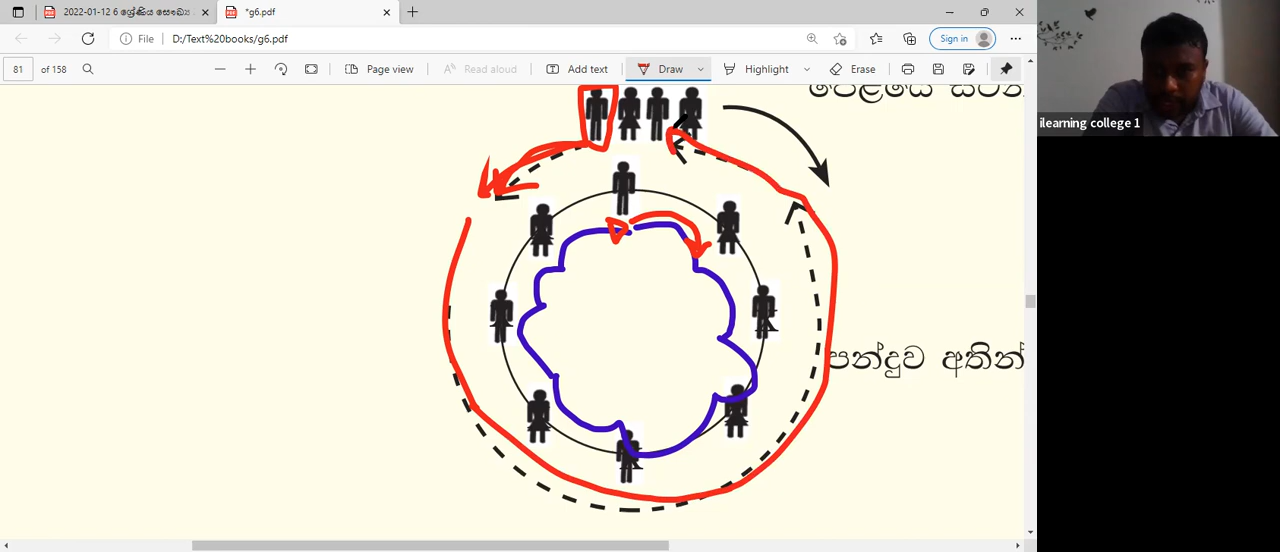 2022-01-12 6 ශ්‍රේණිය සෞඛ්‍ය
*g6.pdf
File D:/Text%20books/g6.pdf
Sign in
81 of 158
Page view
Read aloud
Add text
Draw
Highlight
Erase
ilearning college 1
පන්දුව අතින්